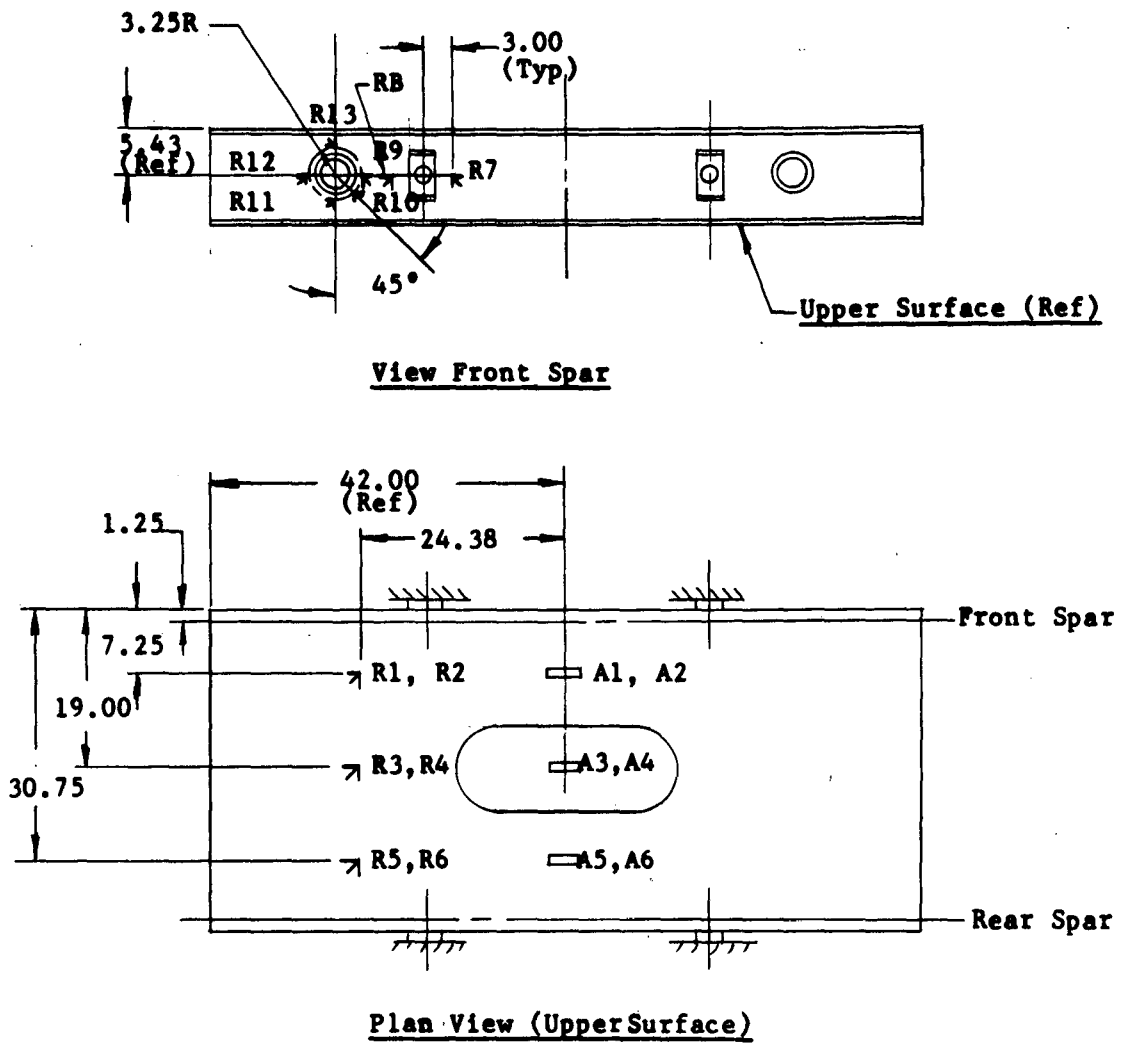 3.25R
3.00
(Typ)
RB
R13
5.43
(Ref)
R9
R12
R7
R11
R10
45°
Upper Surface (Ref)
View Front Spar
42.00
(Ref)
1.25
24.38
Front Spar
7.25
R1, R2
A1, A2
19.00
R3,R4
A3,A4
30.75
R5,R6
A5,A6
Rear Spar
Plan View (Upper Surface)